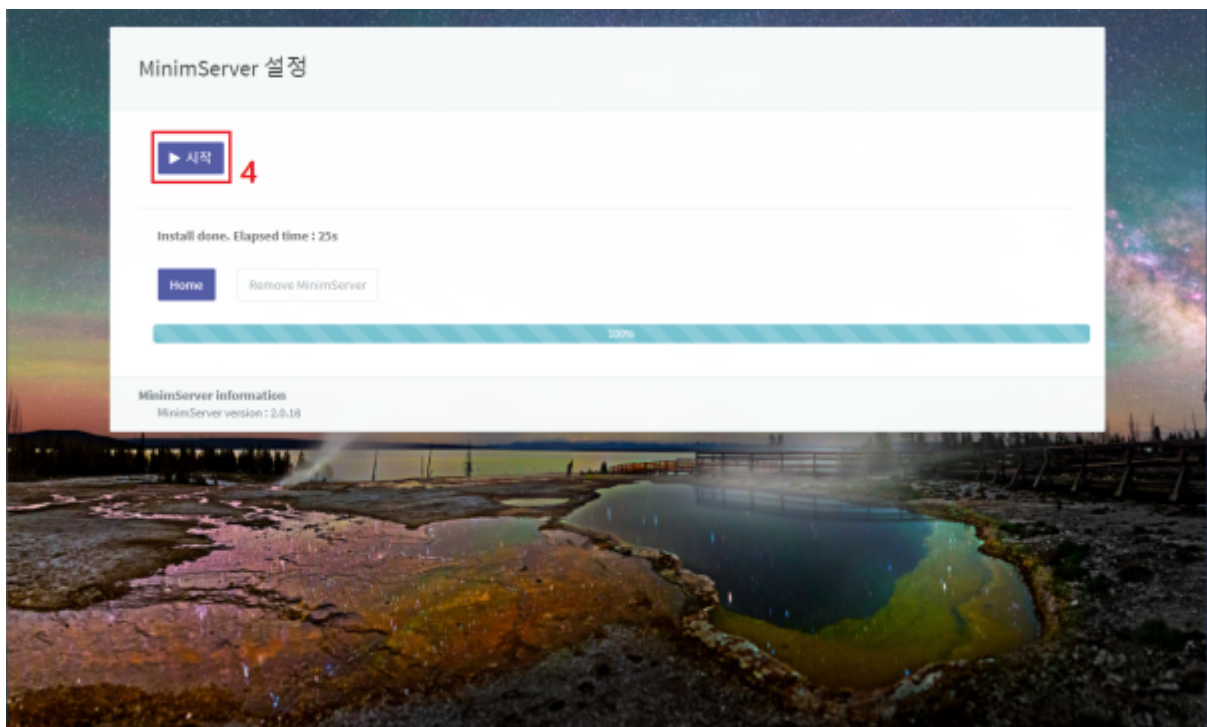 MinimServer 설정
▶ 시작
4
Install done. Elapsed time : 25s
Home Remove MinimServer
100%
MinimServer information
MinimServer version : 2.0.18